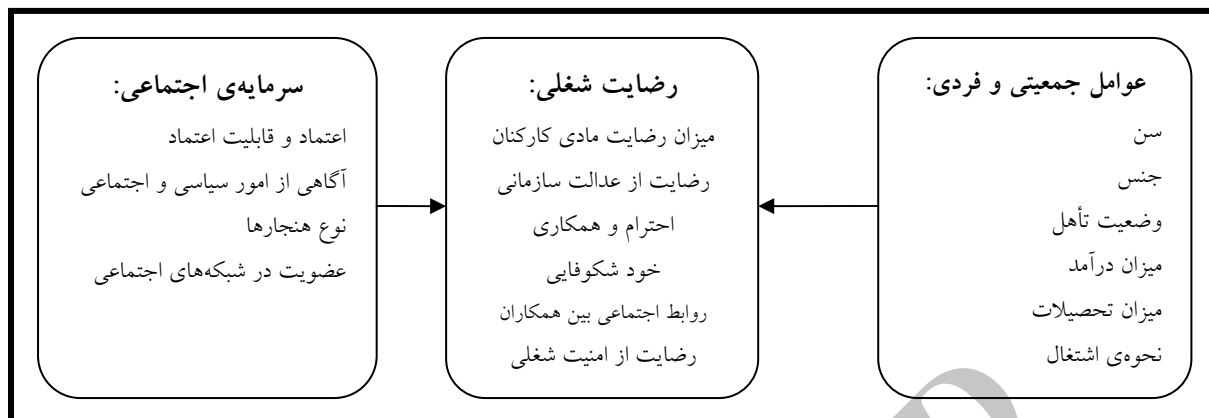 عوامل جمعیتی و فردی:
سن
جنس
وضعیت تأهل
میزان درآمد
میزان تحصیلات
نحوه‌ی اشتغال
رضایت شغلی:
میزان رضایت مادی کارکنان
رضایت از عدالت سازمانی
احترام و همکاری
خود شکوفایی
روابط اجتماعی بین همکاران
رضایت از امنیت شغلی
سرمایه‌ی اجتماعی:
اعتماد و قابلیت اعتماد
آگاهی از امور سیاسی و اجتماعی
نوع هنجارها
عضویت در شبکه‌های اجتماعی